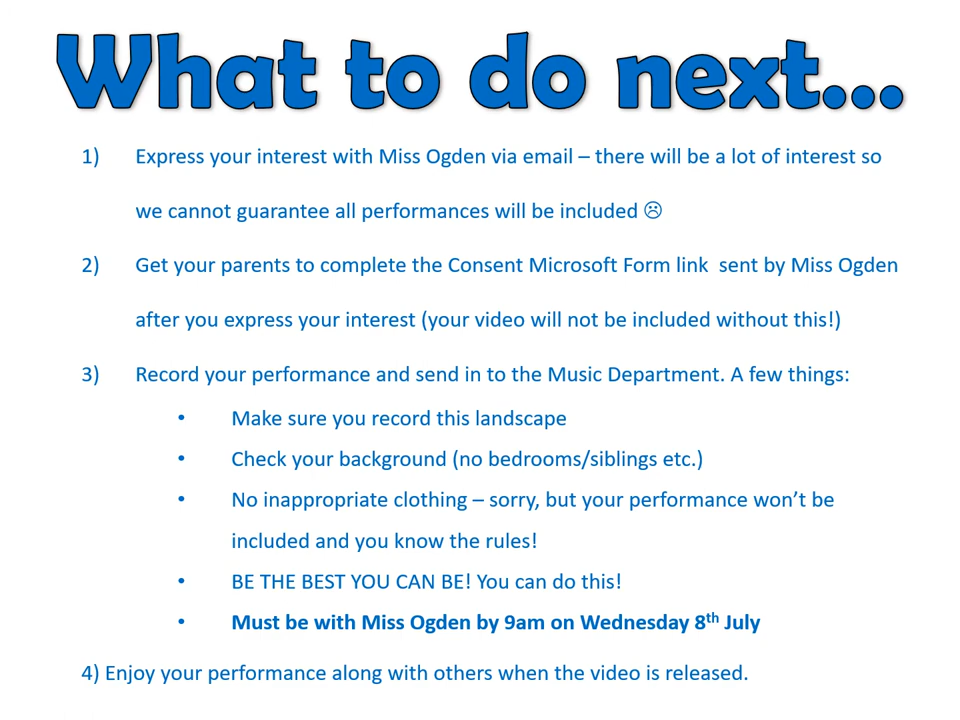 What to do next...
1) Express your interest with Miss Ogden via email – there will be a lot of interest so
we cannot guarantee all performances will be included ☹
2) Get your parents to complete the Consent Microsoft Form link  sent by Miss Ogden
after you express your interest (your video will not be included without this!)
3) Record your performance and send in to the Music Department. A few things:
• Make sure you record this landscape
• Check your background (no bedrooms/siblings etc.)
• No inappropriate clothing – sorry, but your performance won’t be
included and you know the rules!
• BE THE BEST YOU CAN BE! You can do this!
• Must be with Miss Ogden by 9am on Wednesday 8th July
4) Enjoy your performance along with others when the video is released.